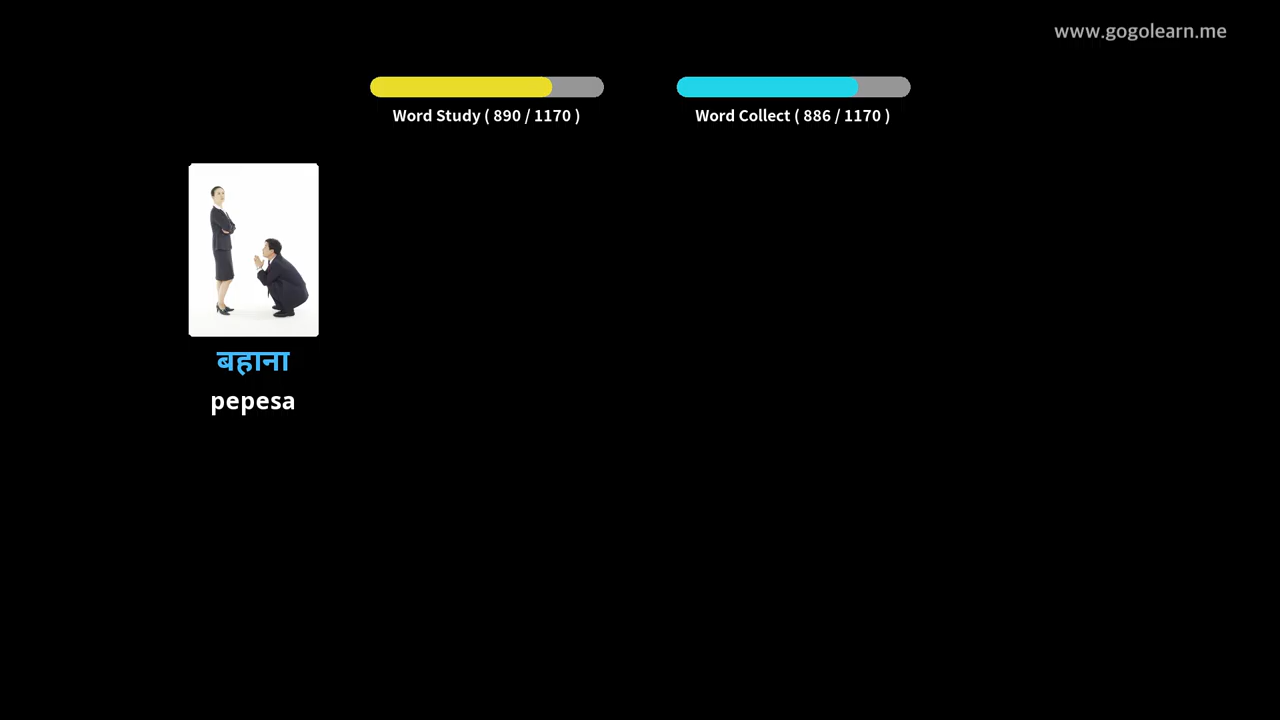 www.gogolearn.me
Word Study ( 890 / 1170 )
Word Collect ( 886 / 1170 )
बहाना
pepesa